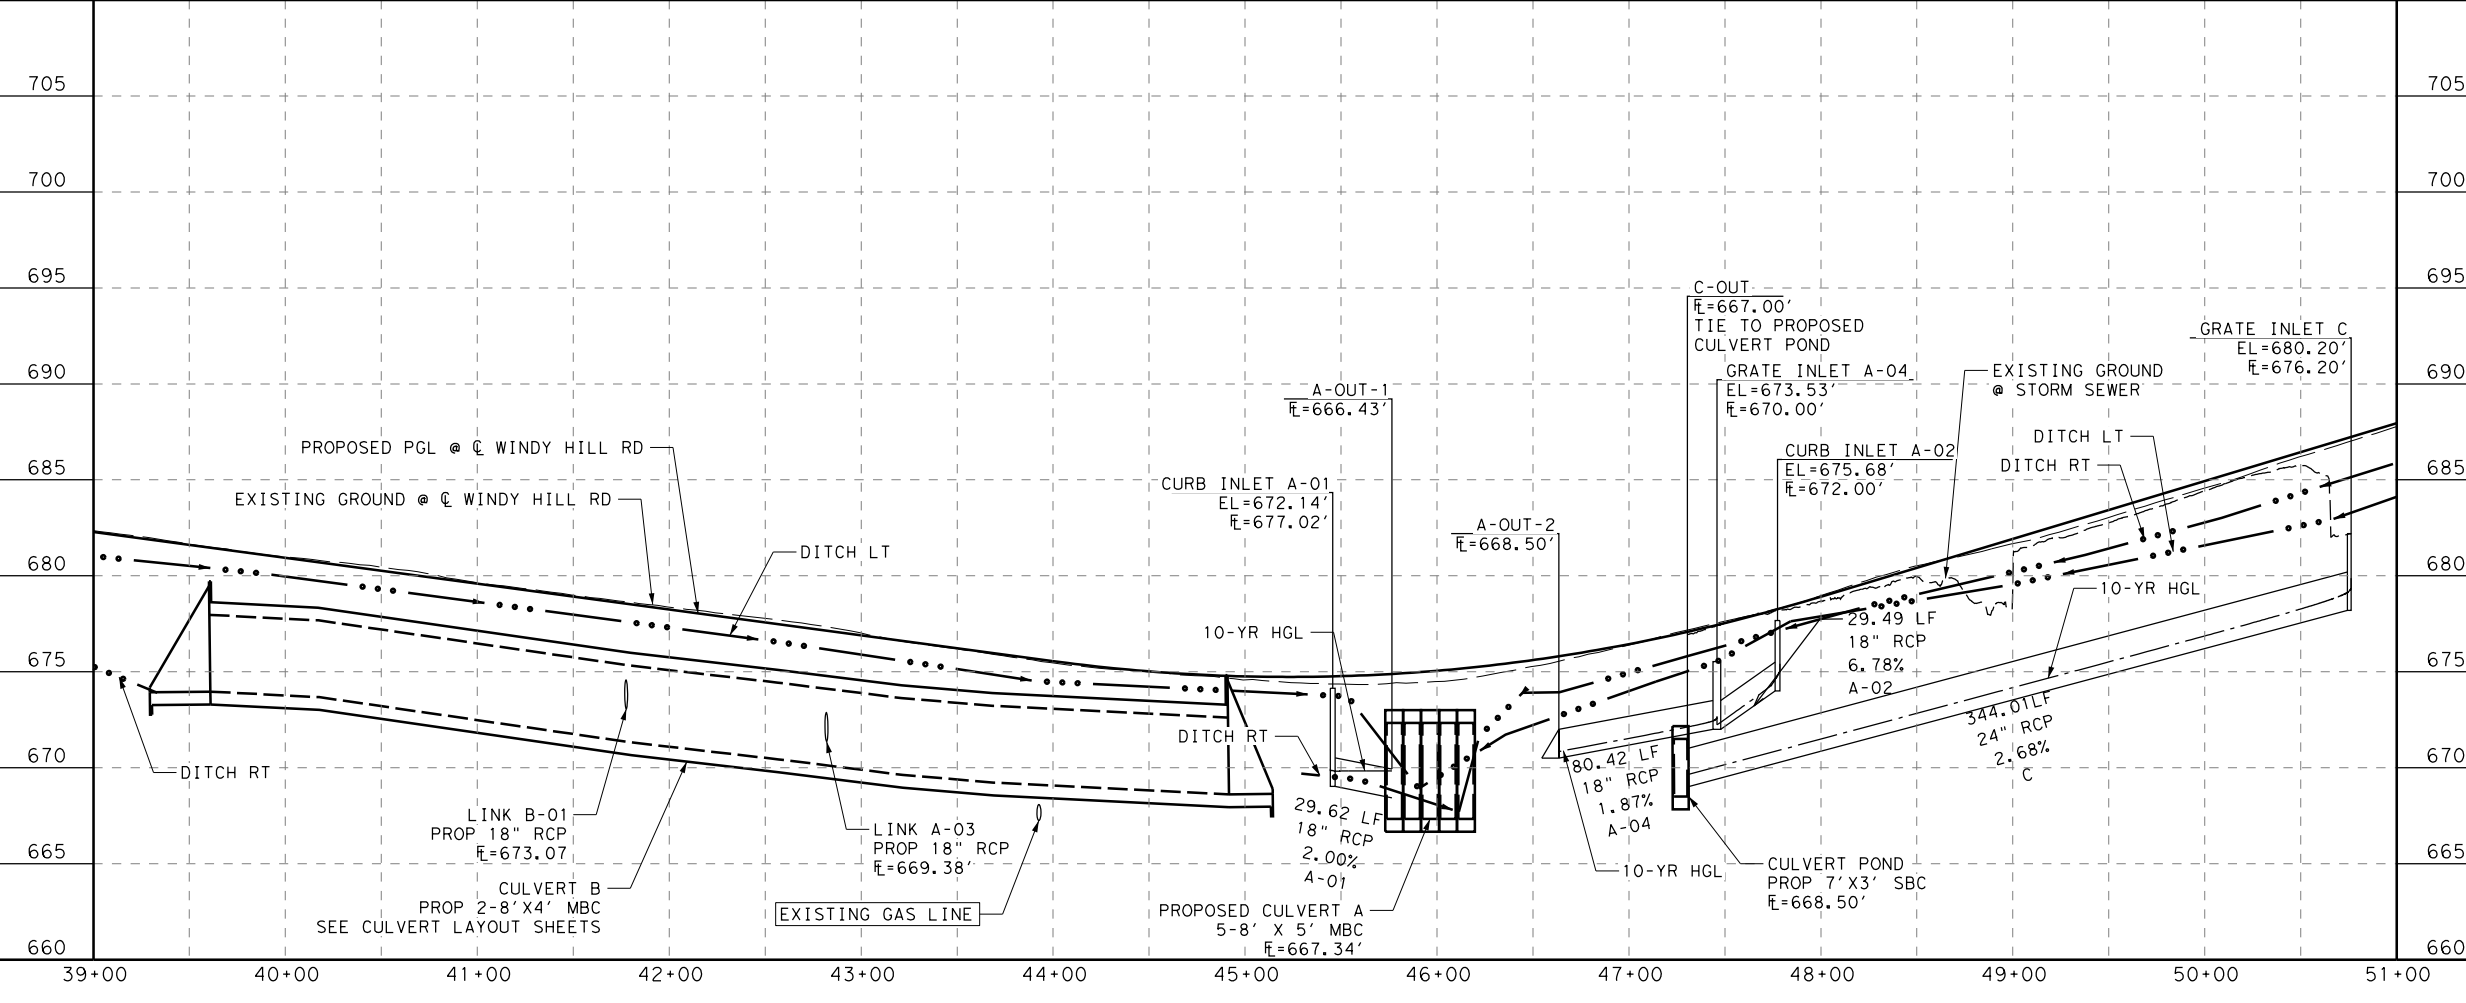 705
705
700
700
695
695
690
690
685
685
680
680
675
675
670
670
665
665
660
660
C-OUT
FL=667.00'
TIE TO PROPOSED
CULVERT POND
GRATE INLET C
EL=680.20'
FL=676.20'
GRATE INLET A-04
EL=673.53'
FL=670.00'
EXISTING GROUND
@ STORM SEWER
A-OUT-1
FL=666.43'
PROPOSED PGL @ CL WINDY HILL RD
DITCH LT
DITCH RT
CURB INLET A-02
EL=675.68'
FL=672.00'
EXISTING GROUND @ CL WINDY HILL RD
CURB INLET A-01
EL=672.14'
FL=677.02'
A-OUT-2
FL=668.50'
DITCH LT
10-YR HGL
10-YR HGL
29.49 LF
18" RCP
6.78%
A-02
344.01LF
24" RCP
2.68%
C
DITCH RT
DITCH RT
80.42 LF
18" RCP
1.87%
A-04
29.62 LF
18" RCP
2.00%
A-01
LINK B-01
PROP 18" RCP
FL=673.07
LINK A-03
PROP 18" RCP
FL=669.38'
10-YR HGL
CULVERT POND
PROP 7'X3' SBC
FL=668.50'
CULVERT B
PROP 2-8'X4' MBC
SEE CULVERT LAYOUT SHEETS
EXISTING GAS LINE
PROPOSED CULVERT A
5-8' X 5' MBC
FL=667.34'
39+00 40+00 41+00 42+00 43+00 44+00 45+00 46+00 47+00 48+00 49+00 50+00 51+00